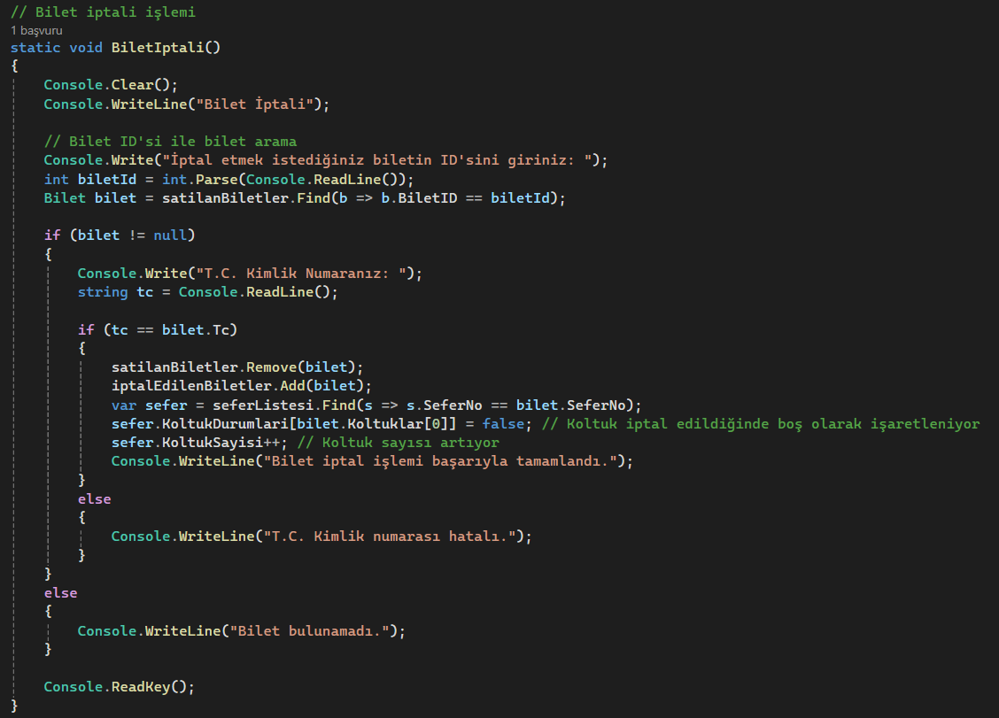 // Bilet iptali işlemi
1 başvuru
static void BiletIptali()
{
    Console.Clear();
    Console.WriteLine("Bilet İptali");

    // Bilet ID'si ile bilet arama
    Console.Write("İptal etmek istediğiniz biletin ID'sini giriniz: ");
    int biletId = int.Parse(Console.ReadLine());
    Bilet bilet = satilanBiletler.Find(b => b.BiletID == biletId);

    if (bilet != null)
    {
        Console.Write("T.C. Kimlik Numaranız: ");
        string tc = Console.ReadLine();

        if (tc == bilet.Tc)
        {
            satilanBiletler.Remove(bilet);
            iptalEdilenBiletler.Add(bilet);
            var sefer = seferListesi.Find(s => s.SeferNo == bilet.SeferNo);
            sefer.KoltukDurumlari[bilet.Koltuklar[0]] = false; // Koltuk iptal edildiğinde boş olarak işaretleniyor
            sefer.KoltukSayisi++; // Koltuk sayısı artıyor
            Console.WriteLine("Bilet iptal işlemi başarıyla tamamlandı.");
        }
        else
        {
            Console.WriteLine("T.C. Kimlik numarası hatalı.");
        }
    }
    else
    {
        Console.WriteLine("Bilet bulunamadı.");
    }

    Console.ReadKey();
}